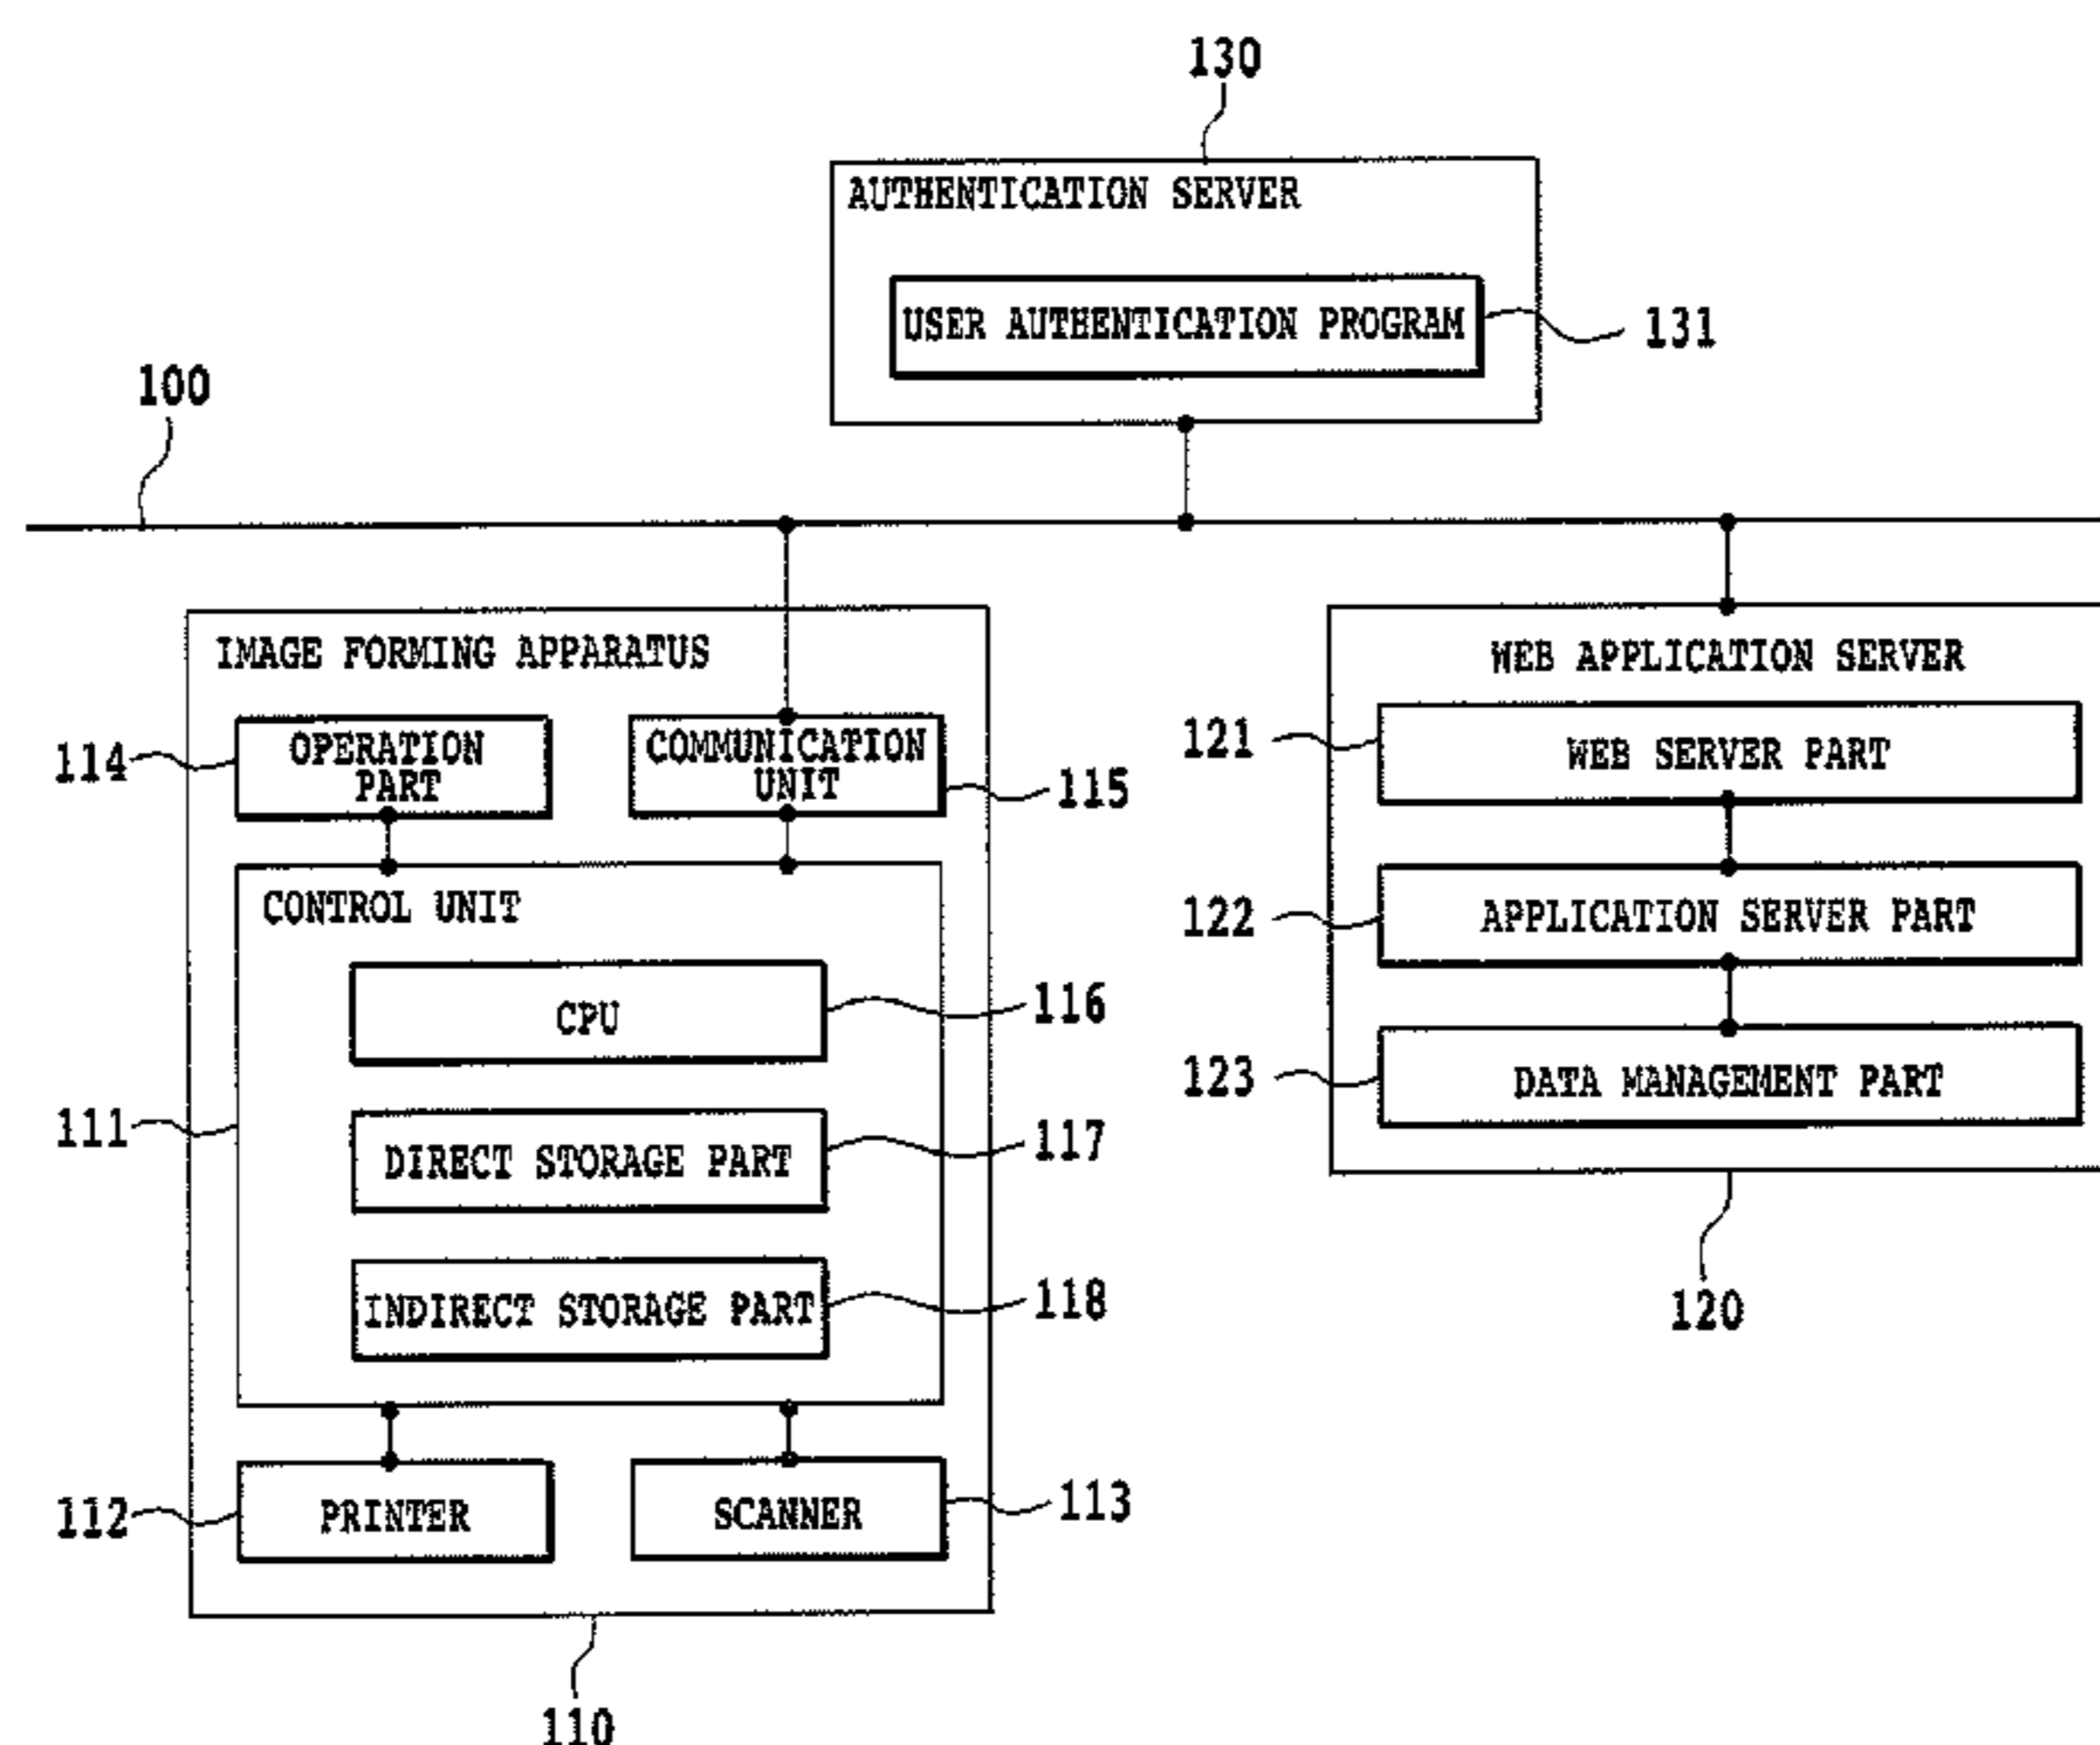 130
AUTHENTICATION SERVER
USER AUTHENTICATION PROGRAM
131
100
IMAGE FORMING APPARATUS
114
OPERATION
PART
COMMUNICATION
UNIT
115
CONTROL UNIT
CPU
116
111
DIRECT STORAGE PART
117
INDIRECT STORAGE PART
118
112
PRINTER
SCANNER
113
110
WEB APPLICATION SERVER
121
WEB SERVER PART
122
APPLICATION SERVER PART
123
DATA MANAGEMENT PART
120